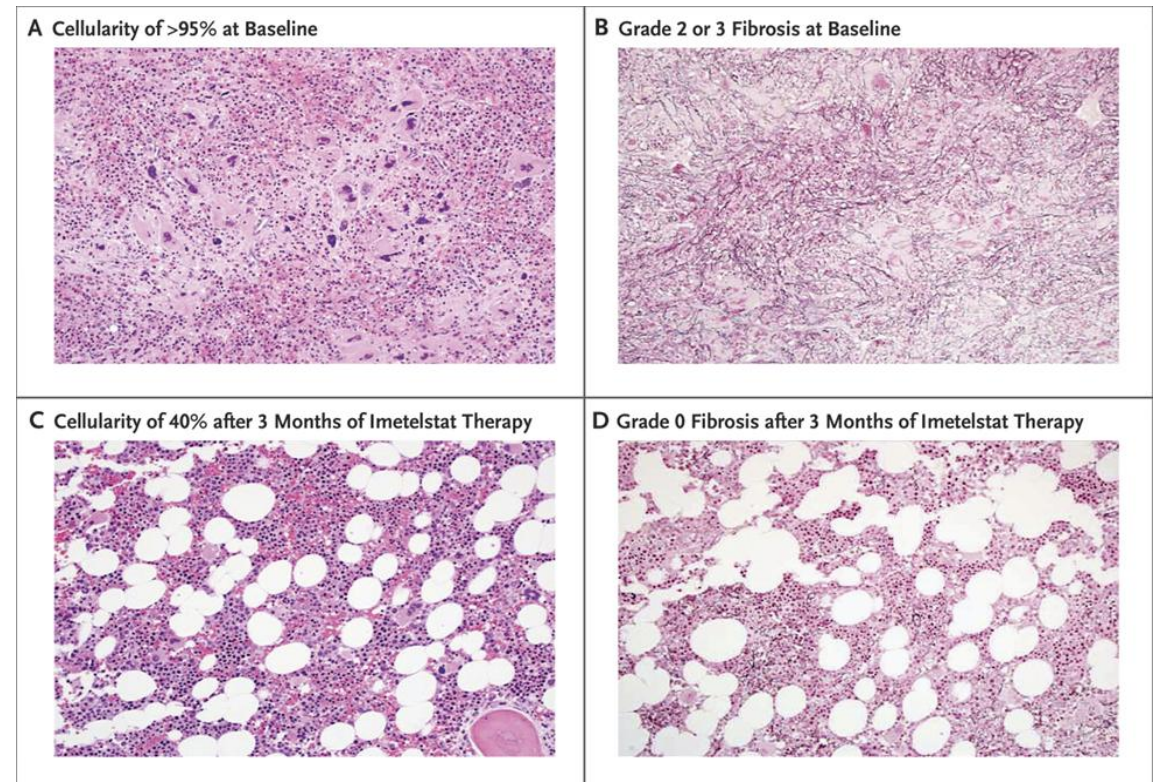 A Cellularity of >95% at Baseline
B Grade 2 or 3 Fibrosis at Baseline
C Cellularity of 40% after 3 Months of Imetelstat Therapy
D Grade 0 Fibrosis after 3 Months of Imetelstat Therapy